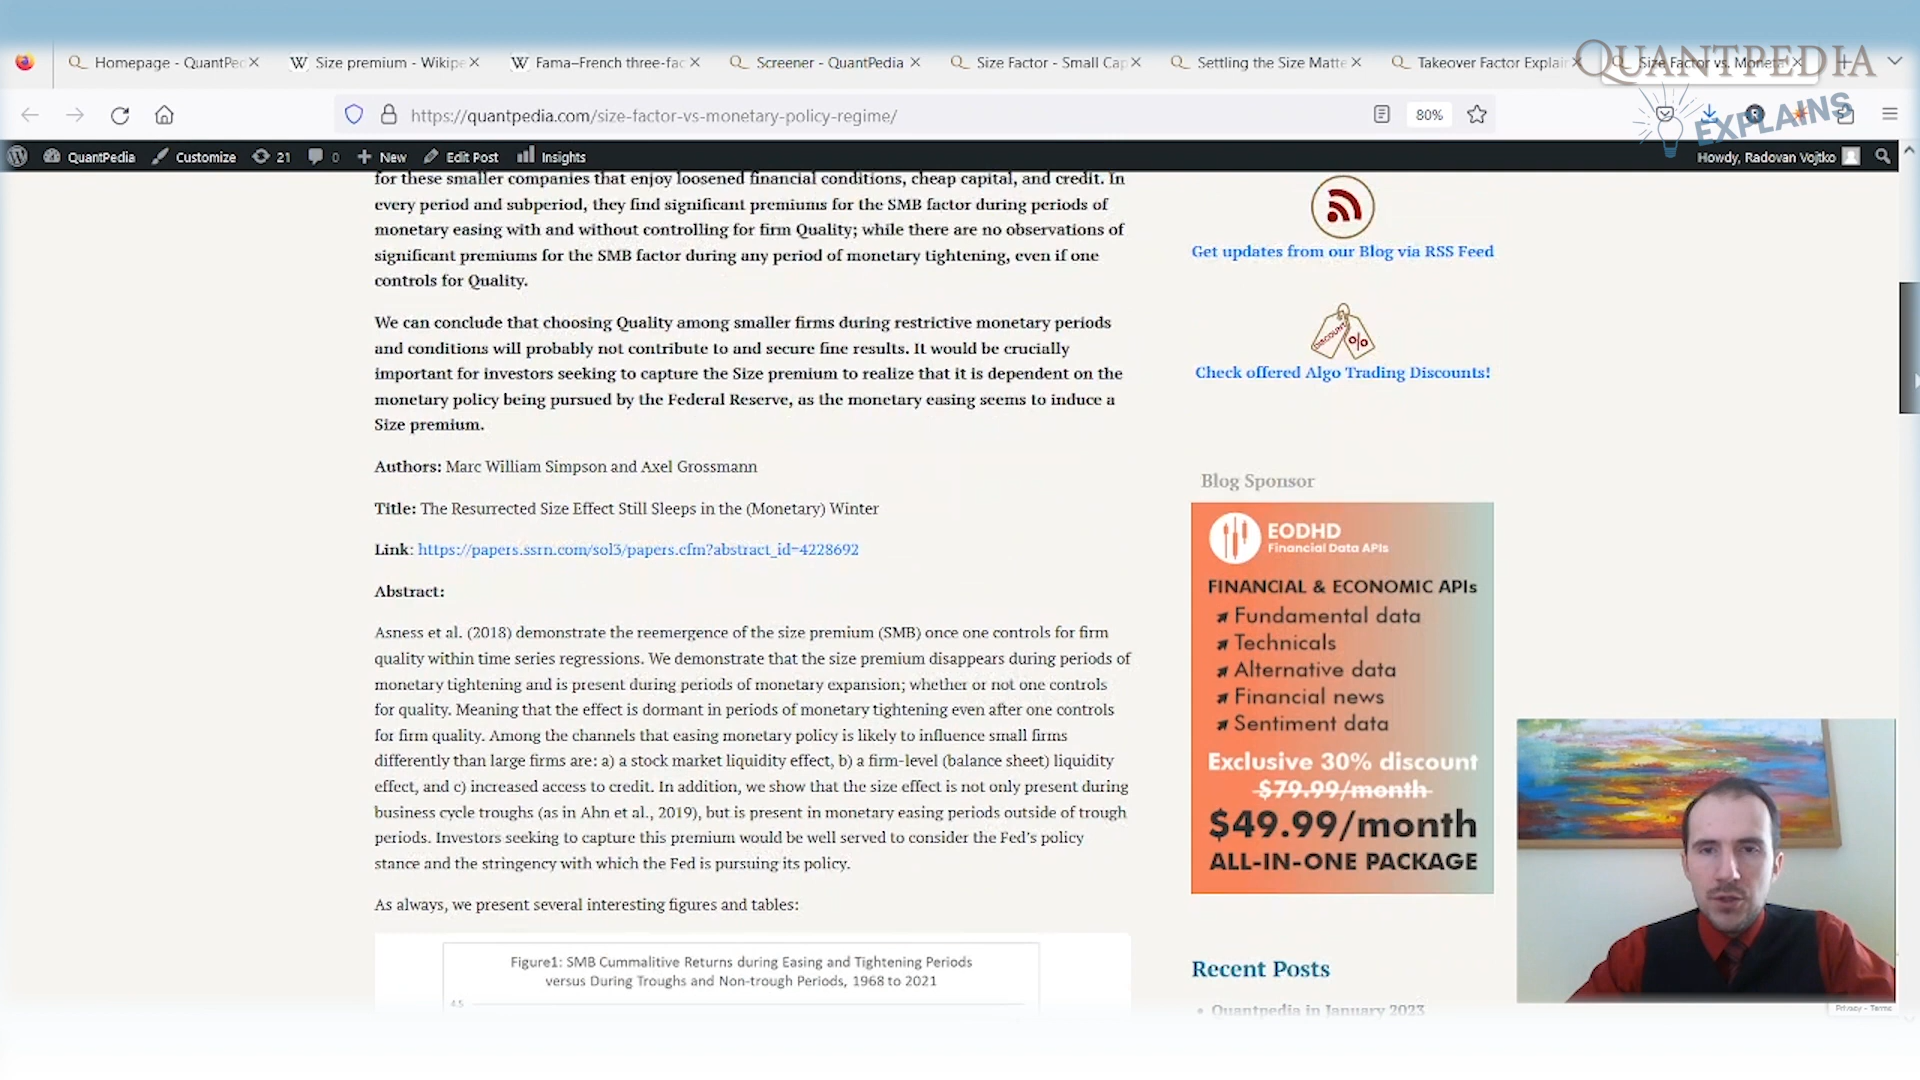 Homepage - QuantPe
Size premium - Wikipe
Fama–French three-fac
Screener - QuantPedia
Size Factor - Small Cap
Settling the Size Matte
Takeover Factor Explain
Size Factor vs. Moneta
QUANTPEDIA
EXPLAINS
https://quantpedia.com/size-factor-vs-monetary-policy-regime/
80%
QuantPedia
Customize
21
0
New
Edit Post
Insights
Howdy, Radovan Vojtko
for these smaller companies that enjoy loosened financial conditions, cheap capital, and credit. In
every period and subperiod, they find significant premiums for the SMB factor during periods of
monetary easing with and without controlling for firm Quality; while there are no observations of
significant premiums for the SMB factor during any period of monetary tightening, even if one
controls for Quality.
We can conclude that choosing Quality among smaller firms during restrictive monetary periods
and conditions will probably not contribute to and secure fine results. It would be crucially
important for investors seeking to capture the Size premium to realize that it is dependent on the
monetary policy being pursued by the Federal Reserve, as the monetary easing seems to induce a
Size premium.
Authors: Marc William Simpson and Axel Grossmann
Title: The Resurrected Size Effect Still Sleeps in the (Monetary) Winter
Link: https://papers.ssrn.com/sol3/papers.cfm?abstract_id=4228692
Abstract:
Asness et al. (2018) demonstrate the reemergence of the size premium (SMB) once one controls for firm
quality within time series regressions. We demonstrate that the size premium disappears during periods of
monetary tightening and is present during periods of monetary expansion; whether or not one controls
for quality. Meaning that the effect is dormant in periods of monetary tightening even after one controls
for firm quality. Among the channels that easing monetary policy is likely to influence small firms
differently than large firms are: a) a stock market liquidity effect, b) a firm-level (balance sheet) liquidity
effect, and c) increased access to credit. In addition, we show that the size effect is not only present during
business cycle troughs (as in Ahn et al., 2019), but is present in monetary easing periods outside of trough
periods. Investors seeking to capture this premium would be well served to consider the Fed's policy
stance and the stringency with which the Fed is pursuing its policy.
As always, we present several interesting figures and tables:
Figure1: SMB Cummalitive Returns during Easing and Tightening Periods
versus During Troughs and Non-trough Periods, 1968 to 2021
4.5
Get updates from our Blog via RSS Feed
DISCOUNT
%
Check offered Algo Trading Discounts!
Blog Sponsor
EODHD
Financial Data APIs
FINANCIAL & ECONOMIC APIs
Fundamental data
Technicals
Alternative data
Financial news
Sentiment data
Exclusive 30% discount
$79.99/month
$49.99/month
ALL-IN-ONE PACKAGE
Recent Posts
Quantpedia in January 2023
Privacy - Terms